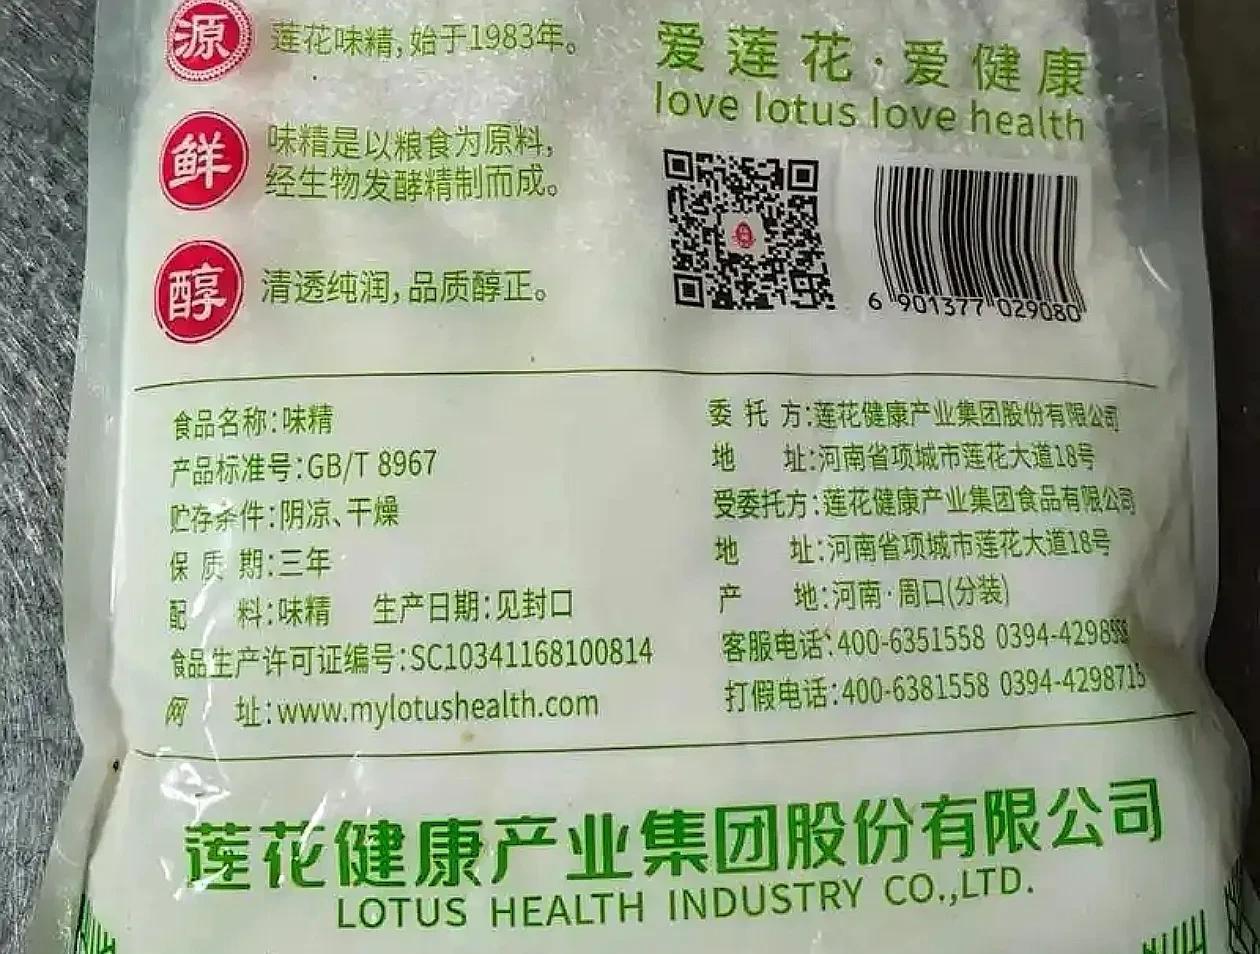 源
莲花味精,始于1983年。
鲜
味精是以粮食为原料,
经生物发酵精制而成。
醇
清透纯润,品质醇正。
爱莲花·爱健康
love lotus love health
6 901377 029080
食品名称:味精
产品标准号:GB/T 8967
贮存条件:阴凉、干燥
保 质 期:三年
配 料:味精 生产日期:见封口
食品生产许可证编号:SC10341168100814
网 址:www.mylotushealth.com
委 托 方:莲花健康产业集团股份有限公司
地 址:河南省项城市莲花大道18号
受委托方:莲花健康产业集团食品有限公司
地 址:河南省项城市莲花大道18号
产 地:河南·周口(分装)
客服电话:400-6351558
打假电话:400-6381558 0394-4298715
莲花健康产业集团股份有限公司
LOTUS HEALTH INDUSTRY CO.,LTD.